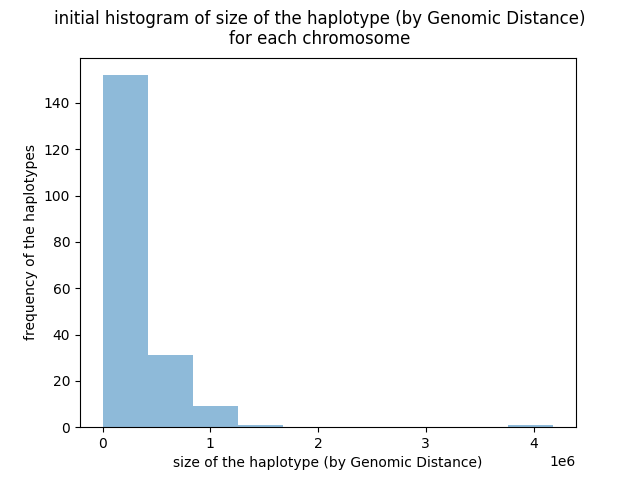 initial histogram of size of the haplotype (by Genomic Distance)
for each chromosome
frequency of the haplotypes
140
120
100
80
60
40
20
0
0 1 2 3 4
1e6
size of the haplotype (by Genomic Distance)